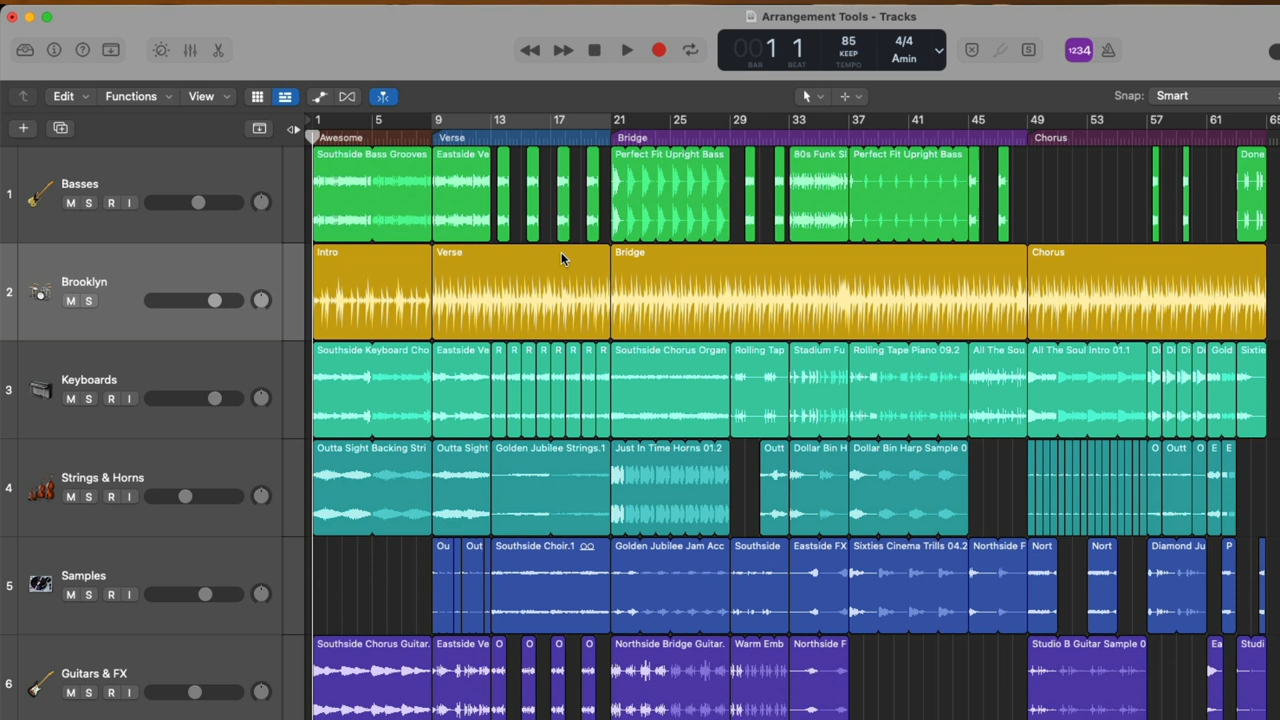 Arrangement Tools - Tracks
001 1
BAR BEAT
85
KEEP
TEMPO
4/4
Amin
1234
S
Edit Functions View
Snap: Smart
1 5 9 13 17 21 25 29 33 37 41 45 49 53 57 61 65
Awesome Verse Bridge Chorus
1 Basses
M S R I
Southside Bass Grooves Eastside Ve Perfect Fit Upright Bass 80s Funk Sl Perfect Fit Upright Bass Done
2 Brooklyn
M S
Intro Verse Bridge Chorus
3 Keyboards
M S R I
Southside Keyboard Cho Eastside Ve R R R R R R R R Southside Chorus Organ Rolling Tap Stadium Fu Rolling Tape Piano 09.2 All The Sou All The Soul Intro 01.1 Di Di Di Di Gold Sixtie
4 Strings & Horns
M S R I
Outta Sight Backing Stri Outta Sight Golden Jubilee Strings.1 Just In Time Horns 01.2 Outt Dollar Bin H Dollar Bin Harp Sample 0 O Outt O E E
5 Samples
M S R I
Ou Out Southside Choir.1 Golden Jubilee Jam Acc Southside Eastside FX Sixties Cinema Trills 04.2 Northside F Nort Nort Diamond Ju P
6 Guitars & FX
M S R I
Southside Chorus Guitar. Eastside Ve O O O O Northside Bridge Guitar. Warm Emb Northside F Studio B Guitar Sample 0 Ea Studi